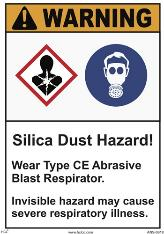 WARNING
Silica Dust Hazard!
Wear Type CE Abrasive
Blast Respirator.
Invisible hazard may cause
severe respiratory illness.